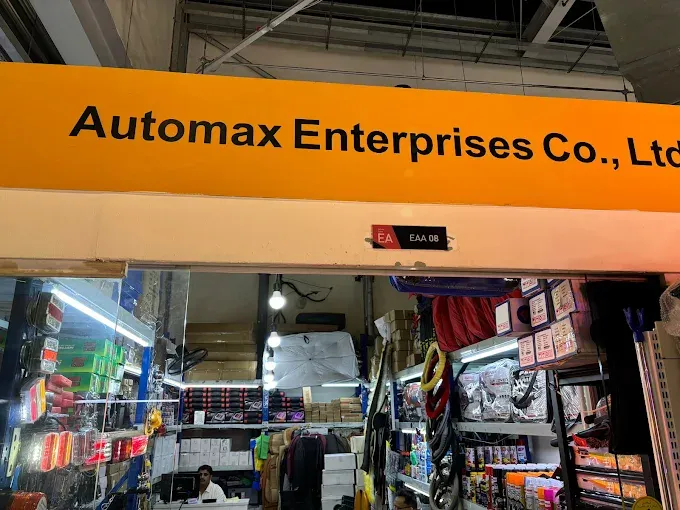 Automax Enterprises Co., Ltd
EA EAA 08